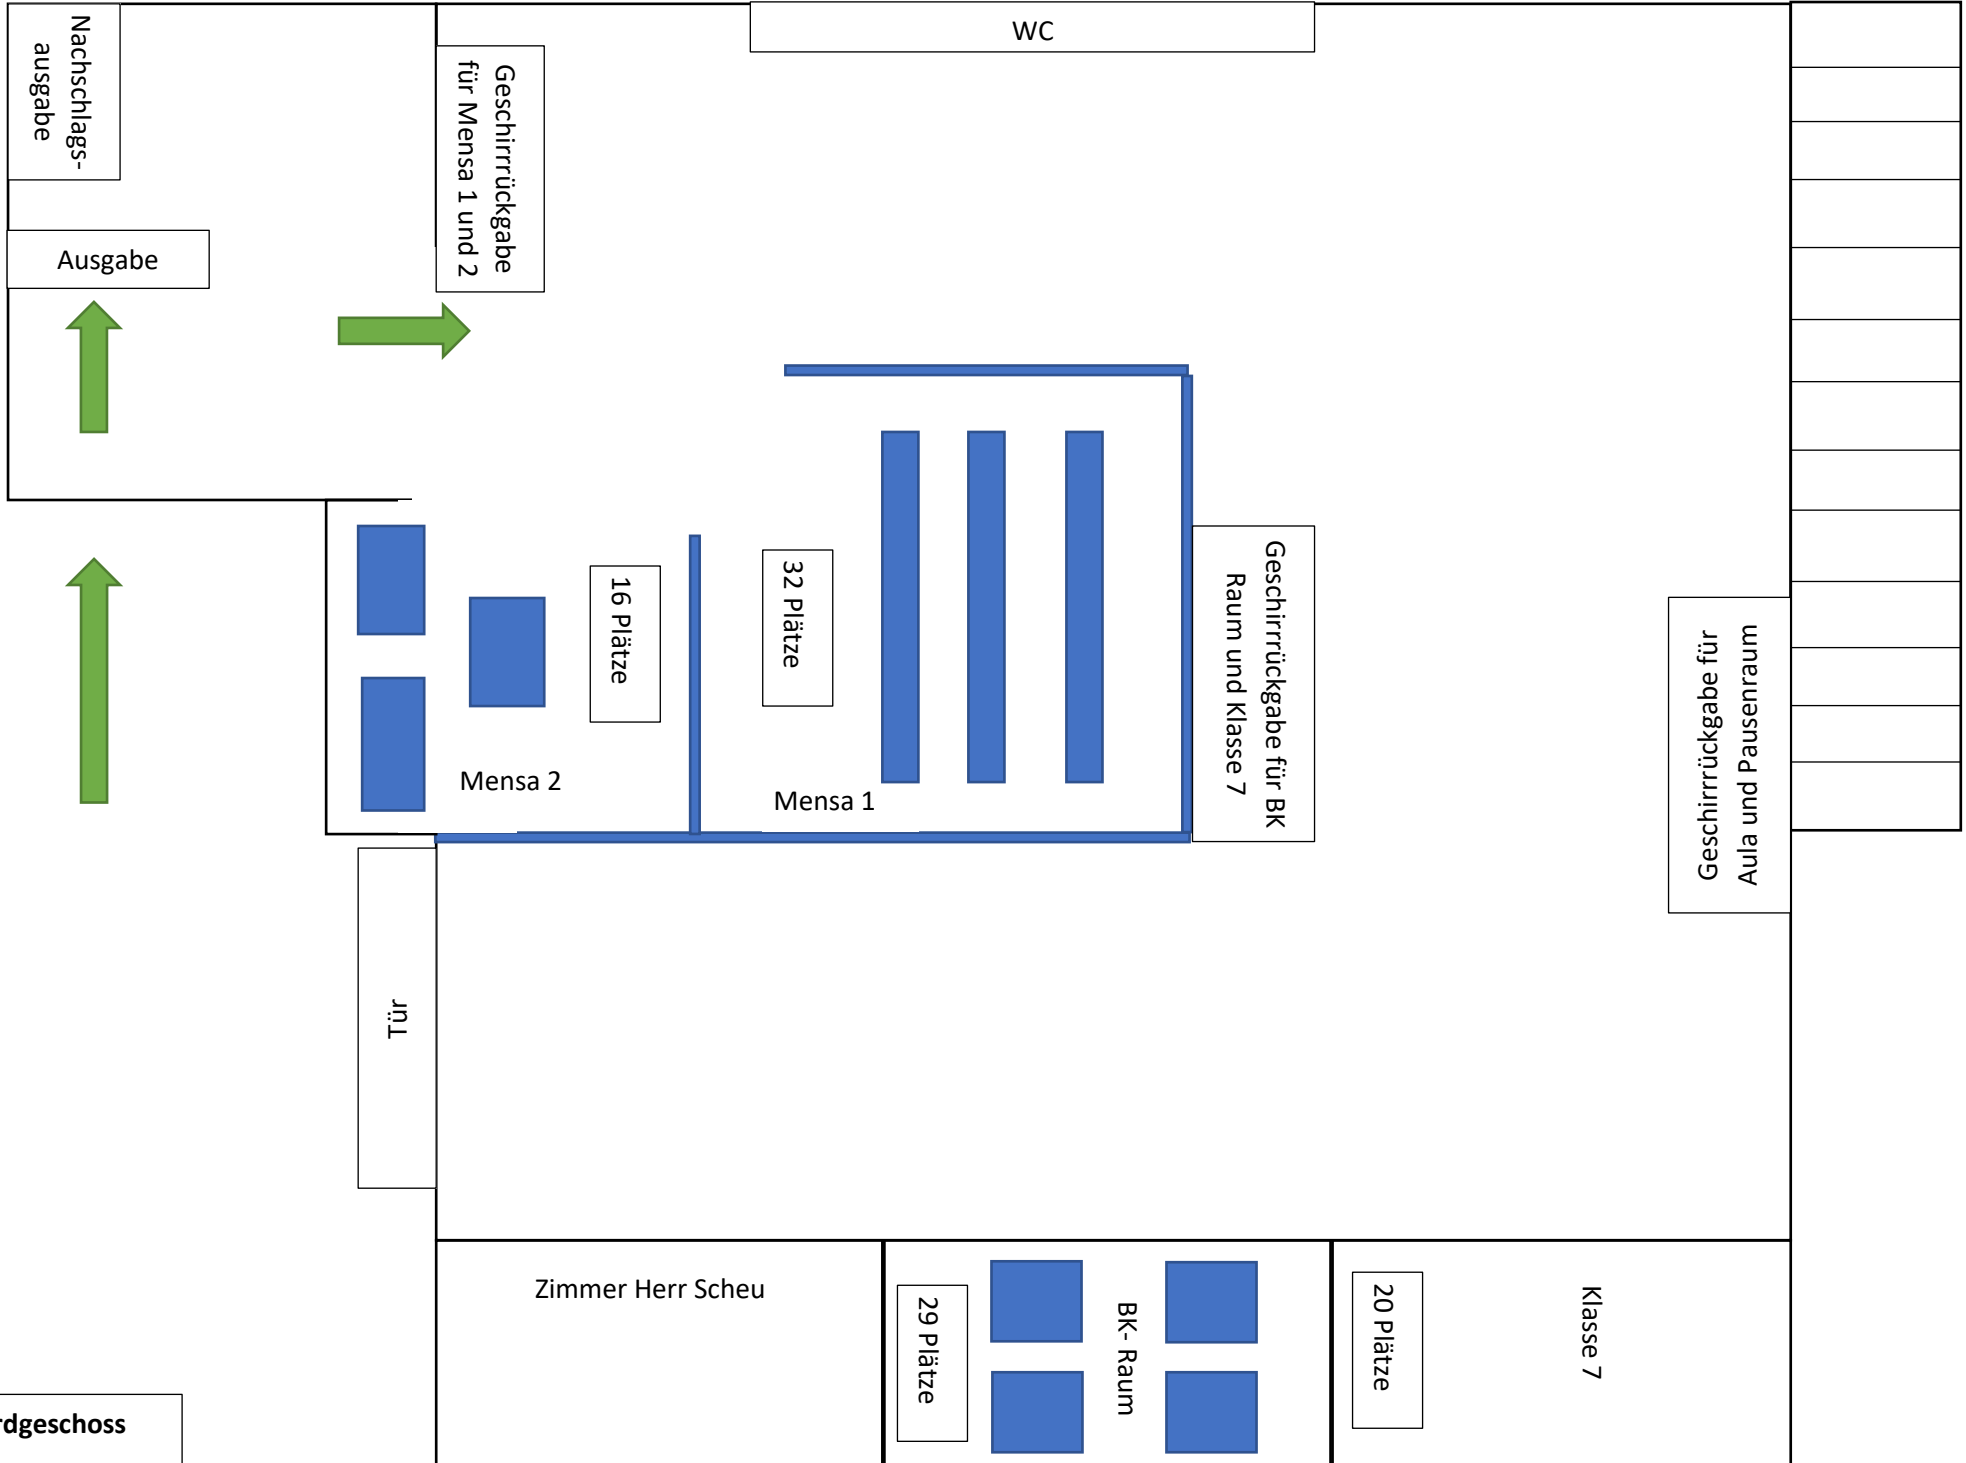 Nachschlags-
ausgabe
Geschirrrückgabe
für Mensa 1 und 2
WC
Ausgabe
16 Plätze
32 Plätze
Mensa 2
Mensa 1
Geschirrrückgabe für BK
Raum und Klasse 7
Geschirrrückgabe für
Aula und Pausenraum
Tür
Zimmer Herr Scheu
29 Plätze
BK- Raum
20 Plätze
Klasse 7
rdgeschoss